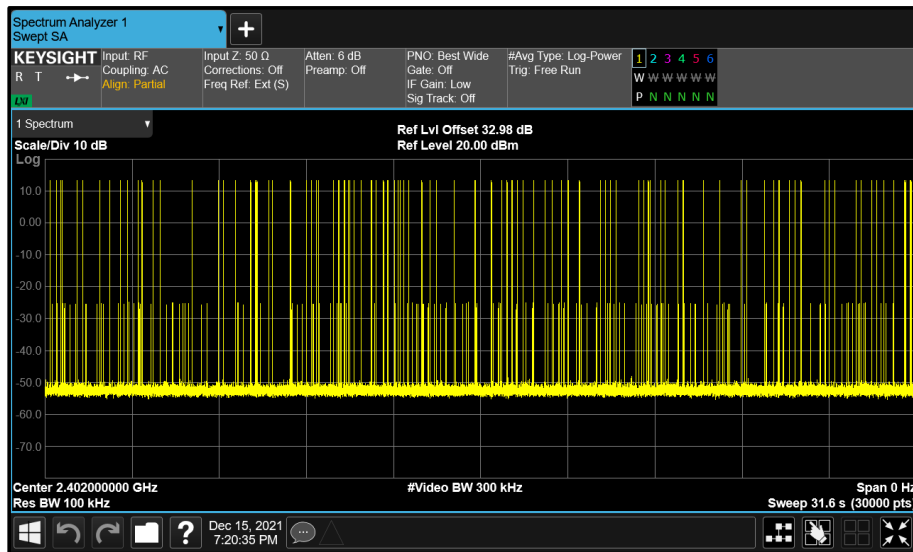 Spectrum Analyzer 1
Swept SA
KEYSIGHT
R T
LXI
Input: RF
Coupling: AC
Align: Partial
Input Z: 50 Ω
Corrections: Off
Freq Ref: Ext (S)
Atten: 6 dB
Preamp: Off
PNO: Best Wide
Gate: Off
IF Gain: Low
Sig Track: Off
#Avg Type: Log-Power
Trig: Free Run
1 2 3 4 5 6
W W W W W W
P N N N N N
1 Spectrum
Scale/Div 10 dB
Ref Lvl Offset 32.98 dB
Ref Level 20.00 dBm
Log
10.0
0.00
-10.0
-20.0
-30.0
-40.0
-50.0
-60.0
-70.0
Center 2.402000000 GHz
#Video BW 300 kHz
Span 0 Hz
Res BW 100 kHz
Sweep 31.6 s (30000 pts)
?
Dec 15, 2021
7:20:35 PM